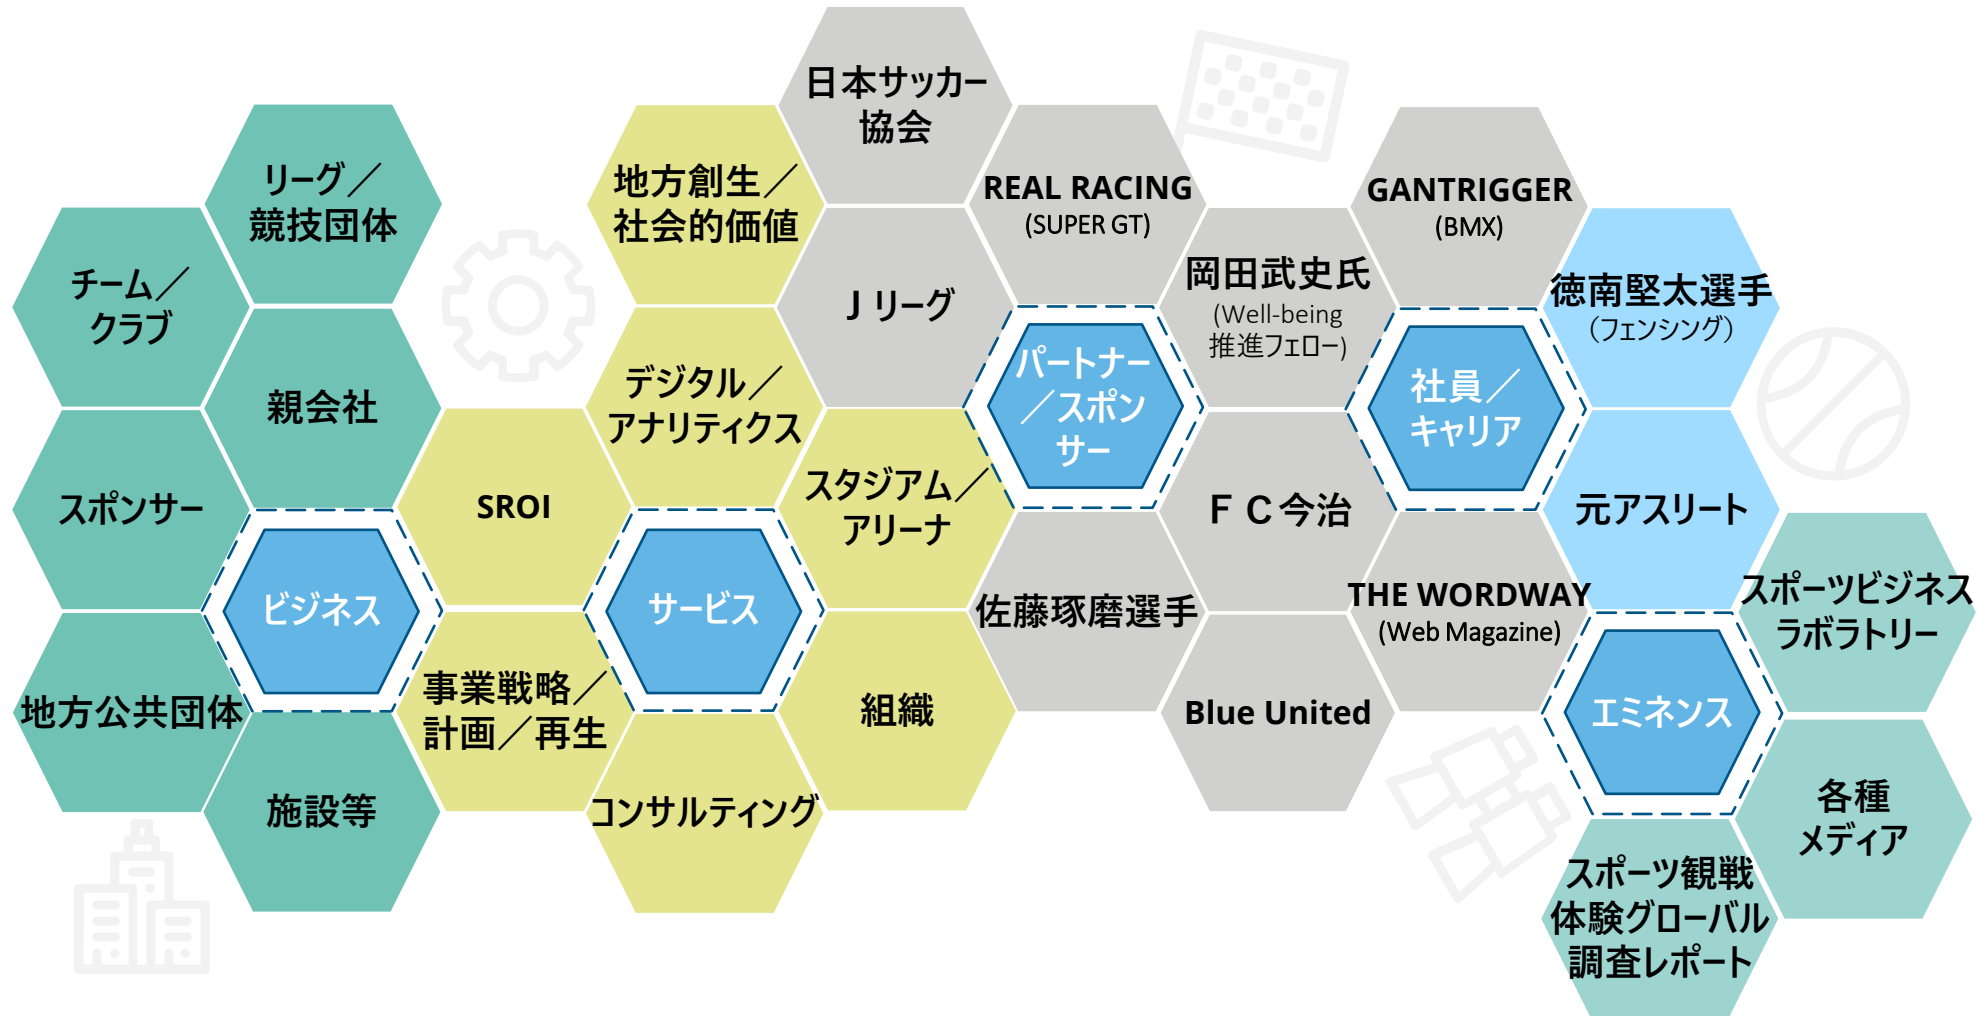 リーグ／
競技団体
チーム／
クラブ
親会社
スポンサー
ビジネス
地方公共団体
施設等
地方創生／
社会的価値
デジタル／
アナリティクス
SROI
スタジアム／
アリーナ
サービス
事業戦略／
計画／再生
組織
コンサルティング
日本サッカー
協会
REAL RACING
(SUPER GT)
J リーグ
岡田武史氏
(Well-being
推進フェロー)
パートナー
／スポン
サー
ＦＣ今治
佐藤琢磨選手
Blue United
GANTRIGGER
(BMX)
THE WORDWAY
(Web Magazine)
徳南堅太選手
（フェンシング）
社員／
キャリア
元アスリート
スポーツビジネス
ラボラトリー
エミネンス
各種
メディア
スポーツ観戦
体験グローバル
調査レポート